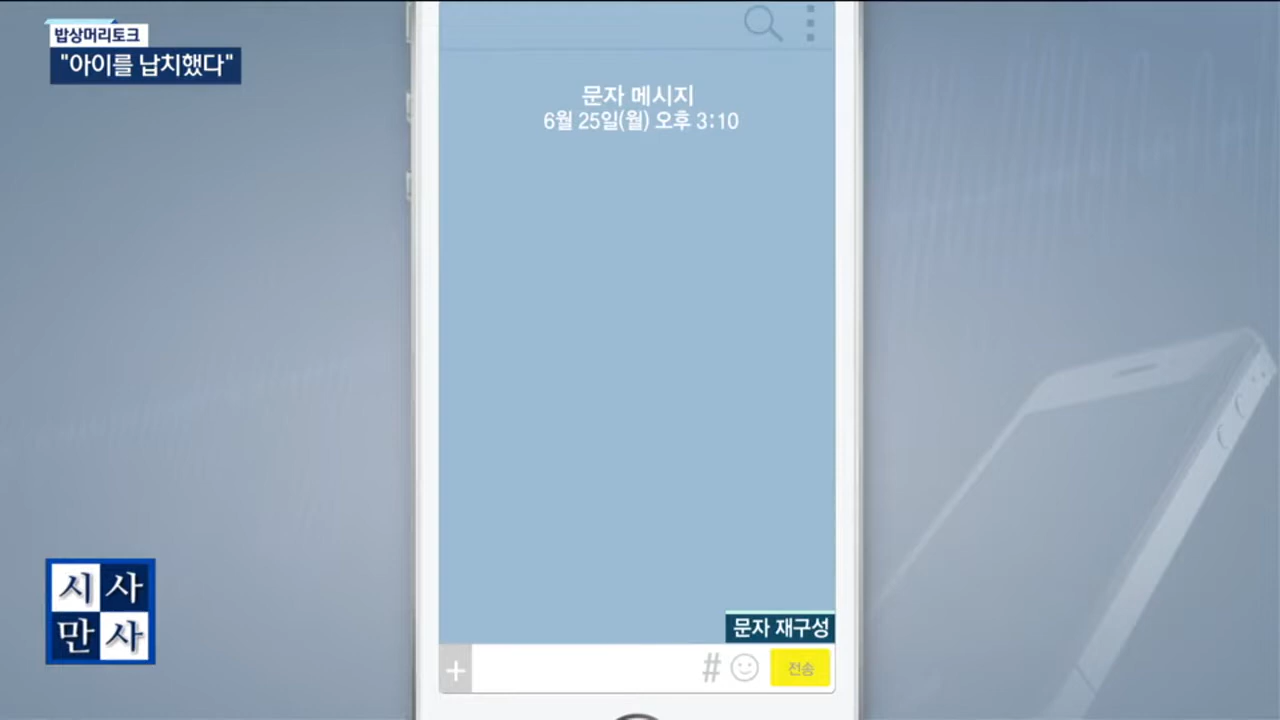 밥상머리토크
"아이를 납치했다"
문자 메시지
6월 25일(월) 오후 3:10
시사
만사
문자 재구성
+ # 전송